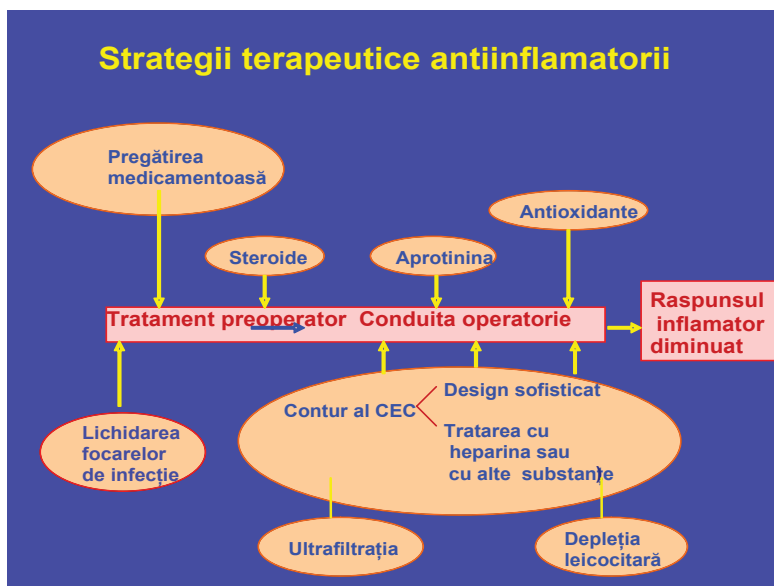 Strategii terapeutice antiinflamatorii
Pregătirea
medicamentoasă
Antioxidante
Steroide
Aprotinina
Tratament preoperator Conduita operatorie
Raspunsul
inflamator
diminuat
Lichidarea
focarelor
de infecție
Contur al CEC
Design sofisticat
Tratarea cu
heparina sau
cu alte substanțe)
Ultrafiltrația
Depleția
leicocitară